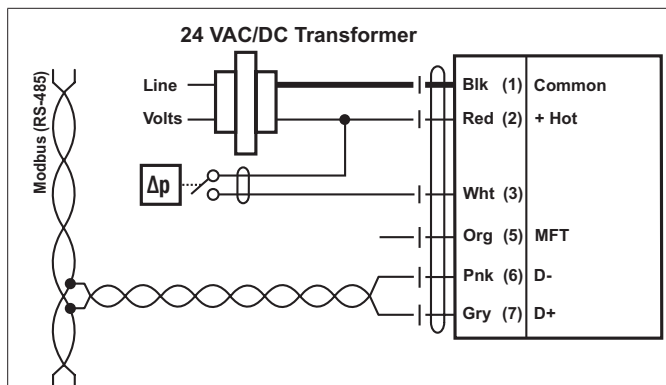 24 VAC/DC Transformer
Modbus (RS-485)
Line
Volts
Δp
Blk (1) Common
Red (2) + Hot
Wht (3)
Org (5) MFT
Pnk (6) D-
Gry (7) D+